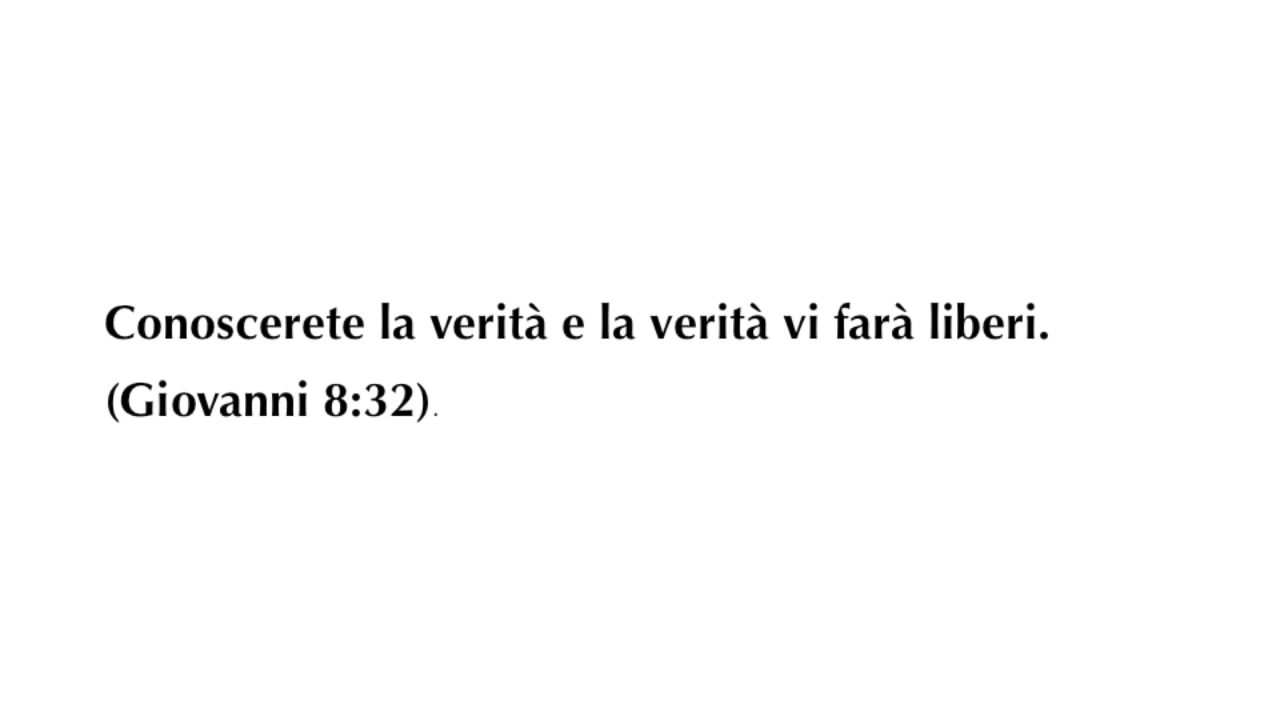 Conoscerete la verità e la verità vi farà liberi.
(Giovanni 8:32).